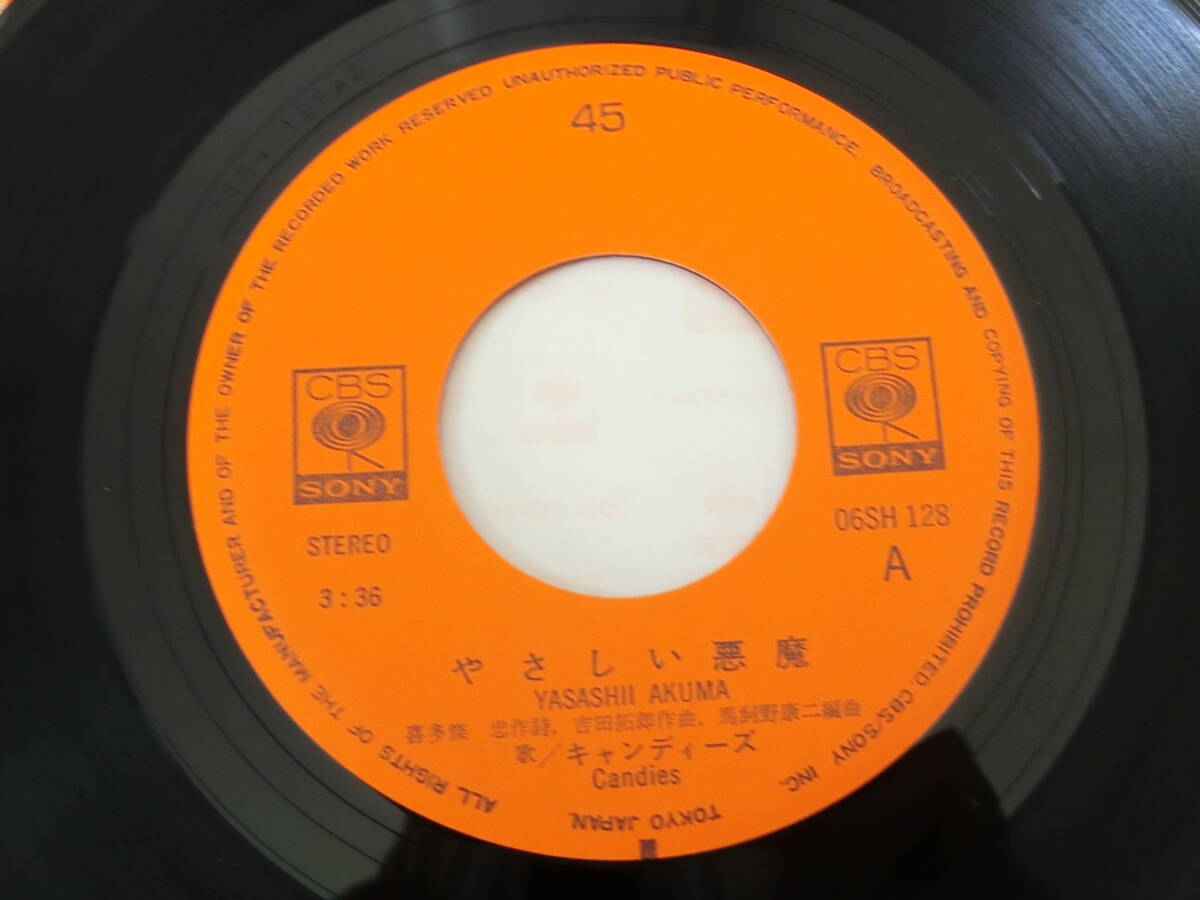 ALL RIGHTS OF THE MANUFACTURER AND OF THE OWNER OF THE RECORDED WORK RESERVED UNAUTHORIZED PUBLIC PERFORMANCE, BROADCASTING AND COPYING OF THIS RECORD PROHIBITED. CBS/SONY INC. TOKYO JAPAN.
45
CBS
SONY
CBS
SONY
STEREO
3:36
06SH 128
A
やさしい悪魔
YASASHII AKUMA
喜多條 忠作詩, 吉田拓郎作曲, 馬飼野康二編曲
歌/キャンディーズ
Candies